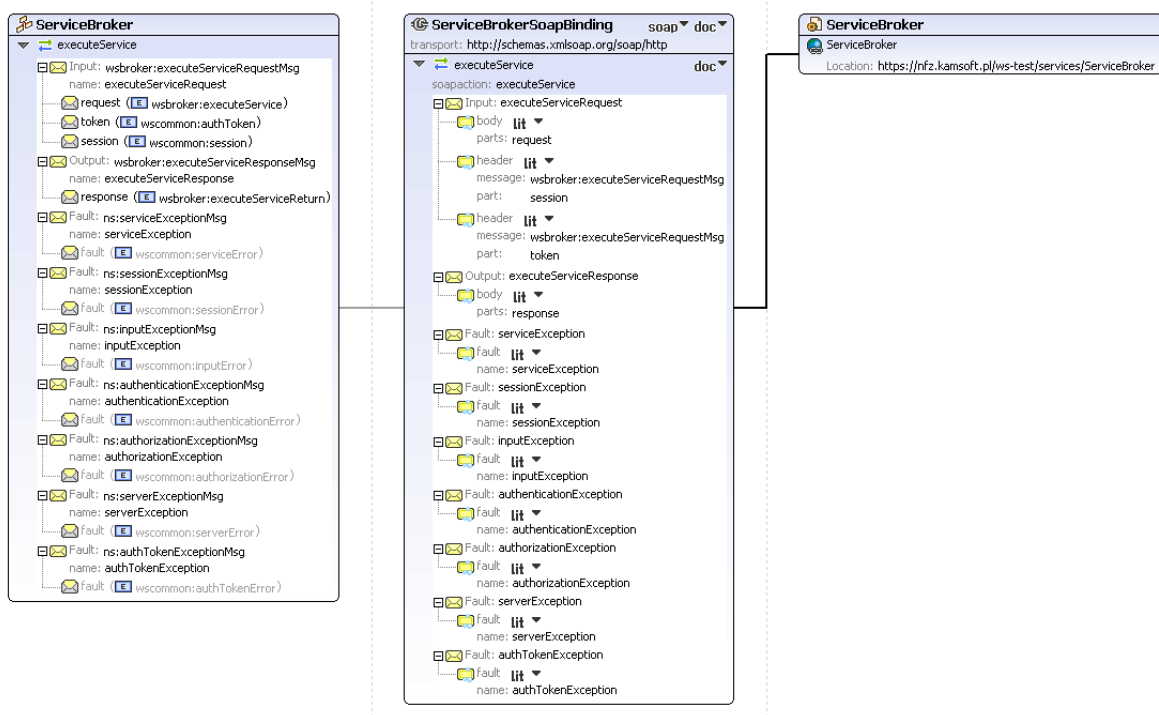 ServiceBroker
executeService
Input: wsbroker:executeServiceRequestMsg
name: executeServiceRequest
request (E wsbroker:executeService)
token (E wscommon:authToken)
session (E wscommon:session)
Output: wsbroker:executeServiceResponseMsg
name: executeServiceResponse
response (E wsbroker:executeServiceReturn)
Fault: ns:serviceExceptionMsg
name: serviceException
fault (E wscommon:serviceError)
Fault: ns:sessionExceptionMsg
name: sessionException
fault (E wscommon:sessionError)
Fault: ns:inputExceptionMsg
name: inputException
fault (E wscommon:inputError)
Fault: ns:authenticationExceptionMsg
name: authenticationException
fault (E wscommon:authenticationError)
Fault: ns:authorizationExceptionMsg
name: authorizationException
fault (E wscommon:authorizationError)
Fault: ns:serverExceptionMsg
name: serverException
fault (E wscommon:serverError)
Fault: ns:authTokenExceptionMsg
name: authTokenException
fault (E wscommon:authTokenError)
ServiceBrokerSoapBinding soap doc
transport: http://schemas.xmlsoap.org/soap/http
executeService doc
soapaction: executeService
Input: executeServiceRequest
body lit
parts: request
header lit
message: wsbroker:executeServiceRequestMsg
part: session
header lit
message: wsbroker:executeServiceRequestMsg
part: token
Output: executeServiceResponse
body lit
parts: response
Fault: serviceException
fault lit
name: serviceException
Fault: sessionException
fault lit
name: sessionException
Fault: inputException
fault lit
name: inputException
Fault: authenticationException
fault lit
name: authenticationException
Fault: authorizationException
fault lit
name: authorizationException
Fault: serverException
fault lit
name: serverException
Fault: authTokenException
fault lit
name: authTokenException
ServiceBroker
ServiceBroker
Location: https://nfz.kamsoft.pl/ws-test/services/ServiceBroker